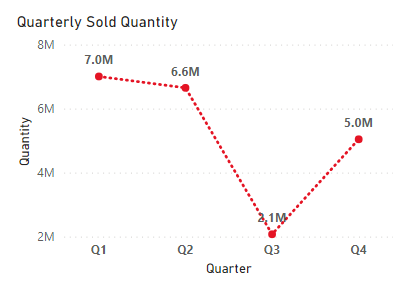 Quarterly Sold Quantity
8M
7.0M
6.6M
6M
5.0M
Quantity
4M
2.1M
2M
Q1 Q2 Q3 Q4
Quarter